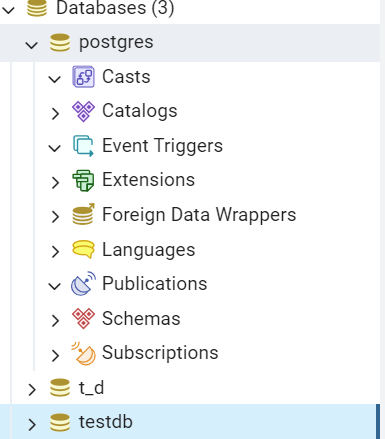 Databases (3)
postgres
Casts
Catalogs
Event Triggers
Extensions
Foreign Data Wrappers
Languages
Publications
Schemas
Subscriptions
t_d
testdb